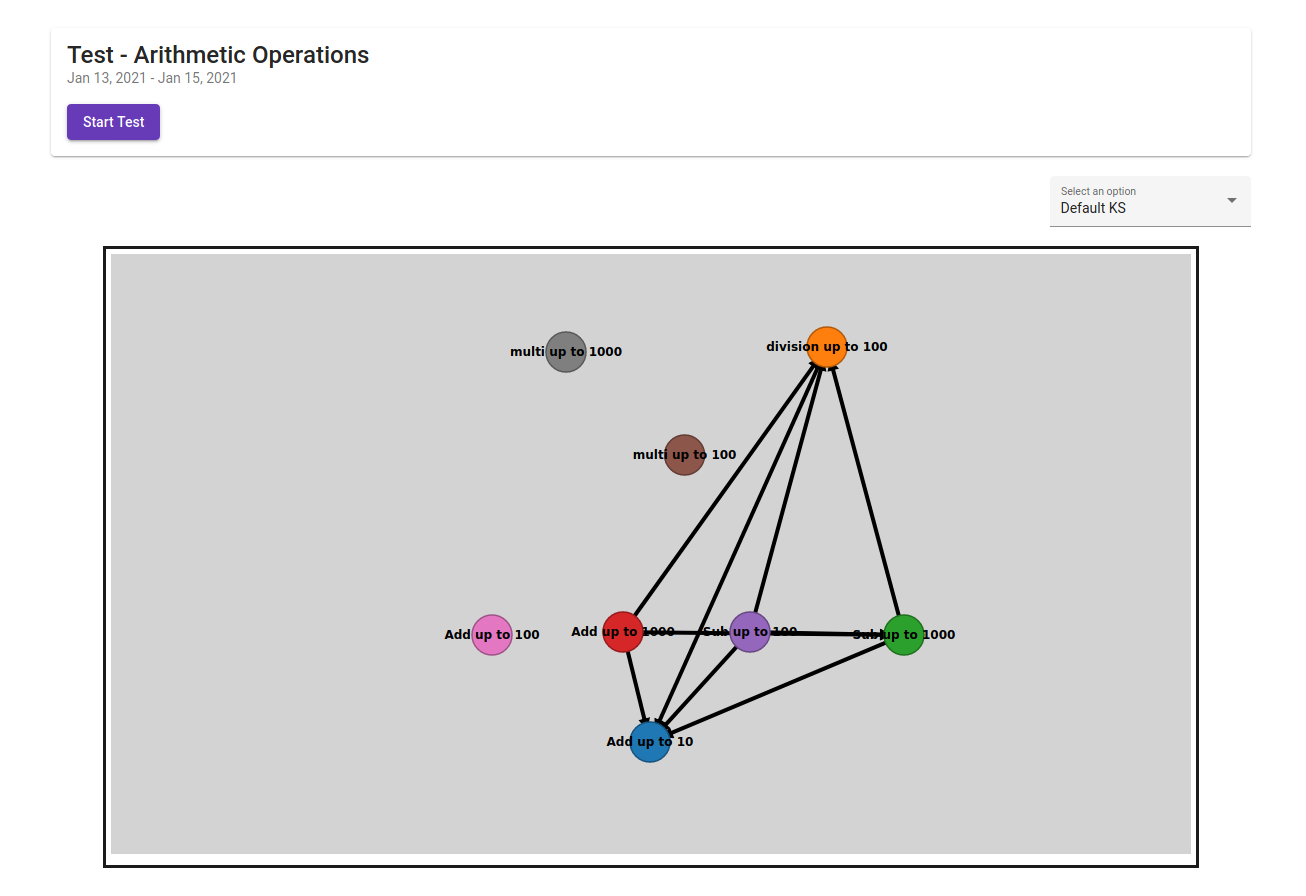 Test - Arithmetic Operations
Jan 13, 2021 - Jan 15, 2021
Start Test
Select an option
Default KS
division up to 100
multi up to 1000
multi up to 100
Add up to 1000
Sub up to 100
Add up to 100
Sub up to 1000
Add up to 10